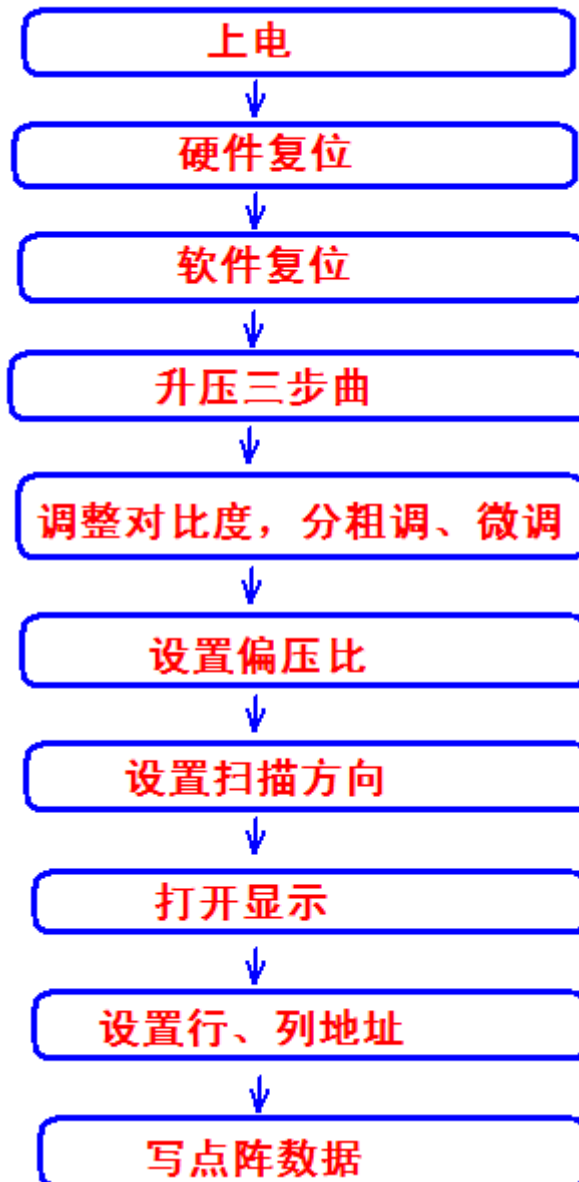 上电
硬件复位
软件复位
升压三步曲
调整对比度，分粗调、微调
设置偏压比
设置扫描方向
打开显示
设置行、列地址
写点阵数据